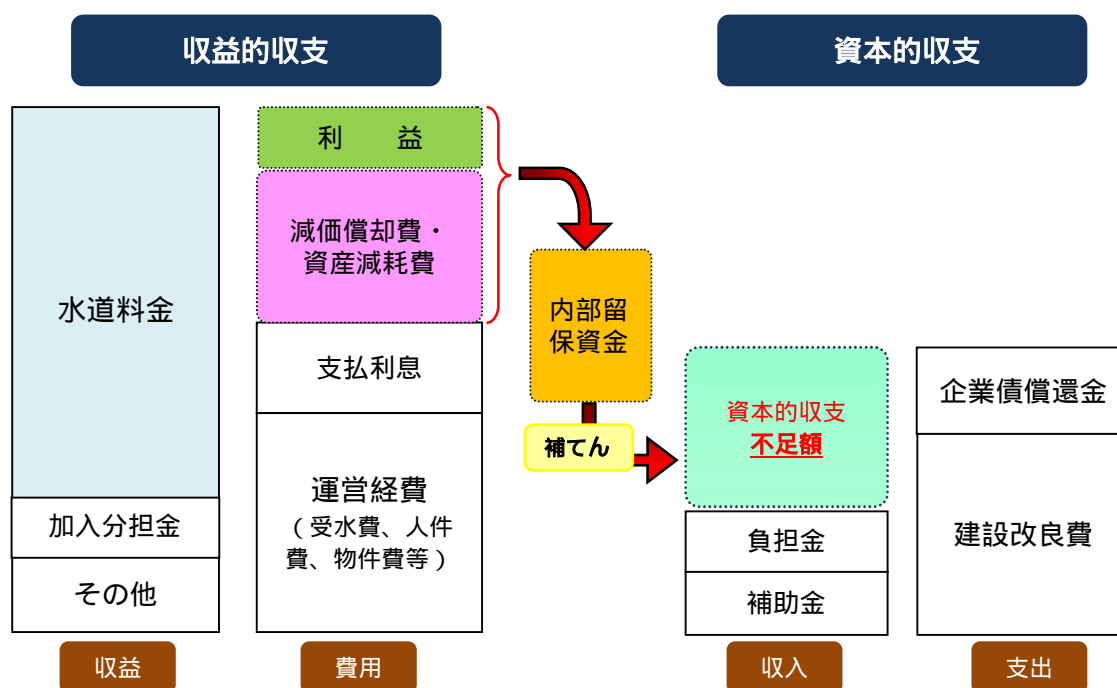 収益的収支
資本的収支
利　　益
減価償却費・
資産減耗費
水道料金
内部留
保資金
支払利息
企業債償還金
資本的収支
不足額
補てん
運営経費
（受水費、人件
費、物件費等）
加入分担金
負担金
建設改良費
その他
補助金
収益
費用
収入
支出